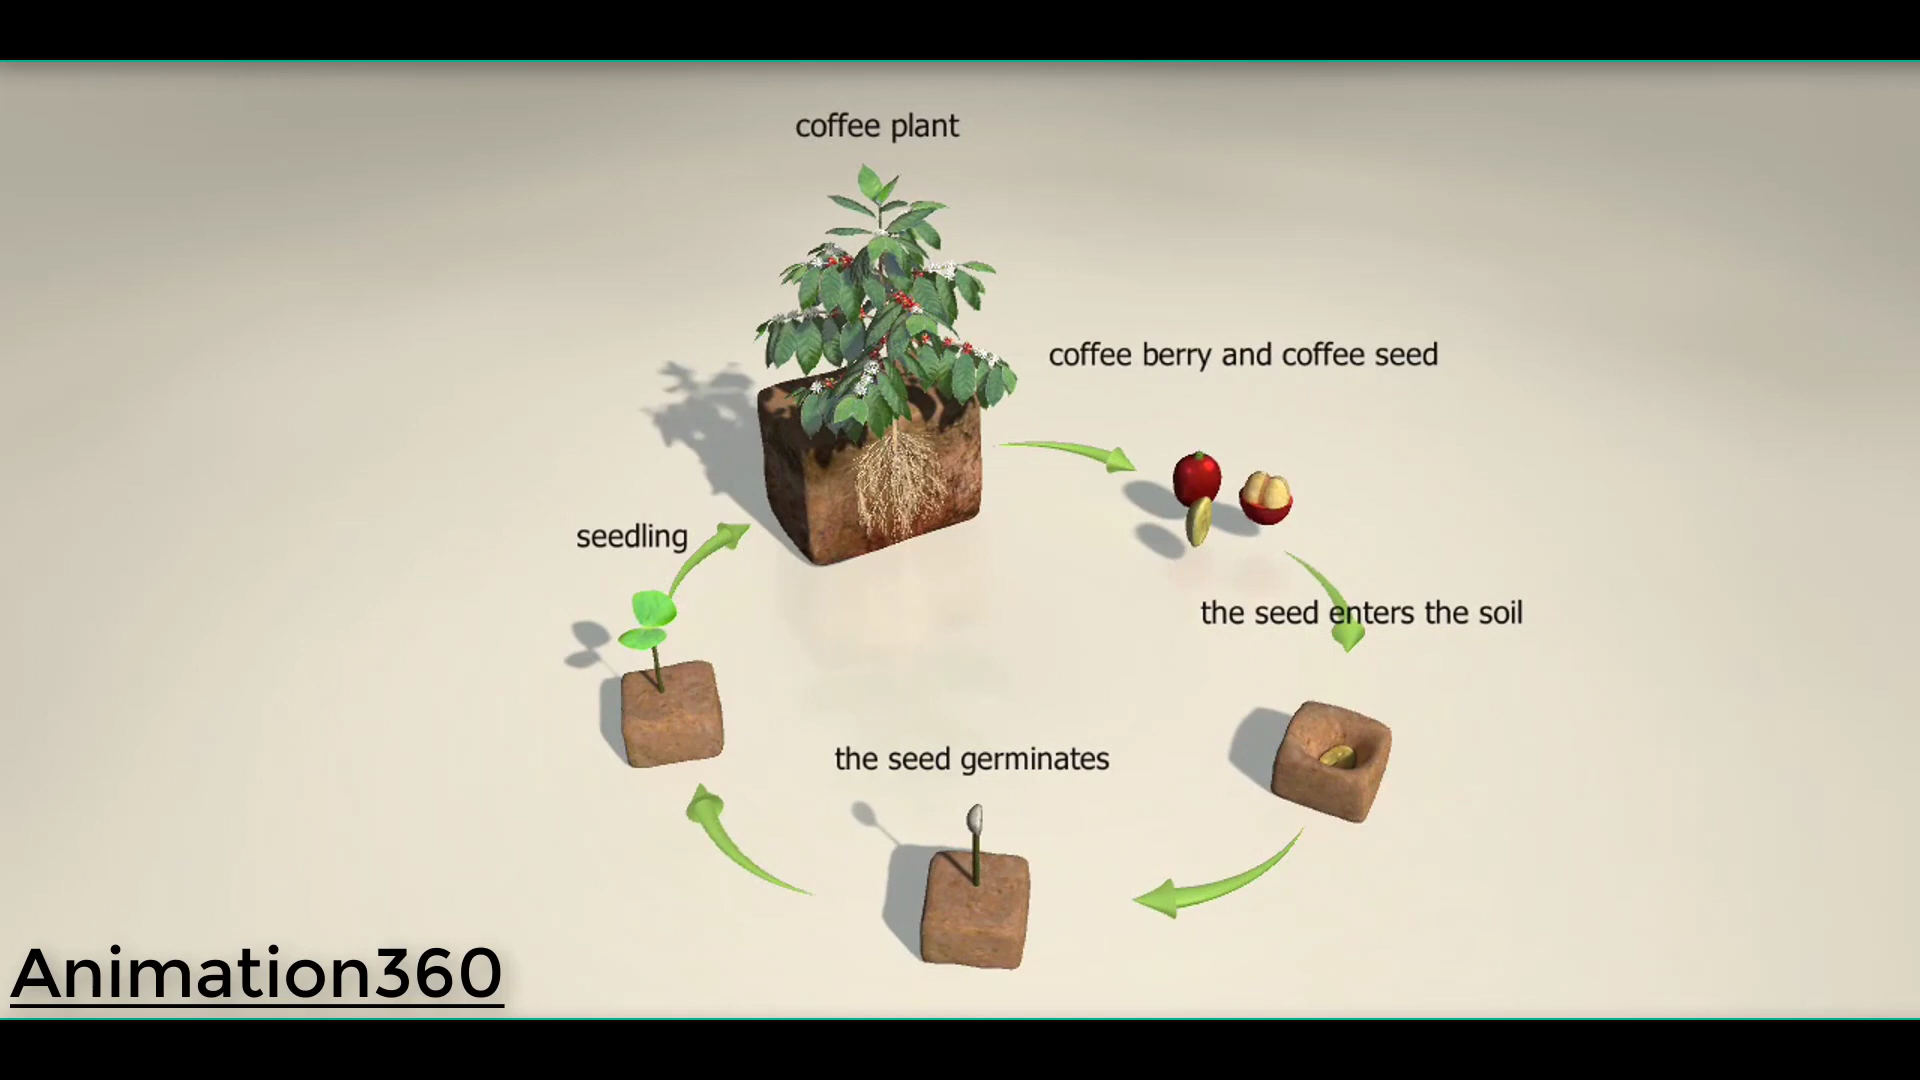 coffee plant
coffee berry and coffee seed
seedling
the seed enters the soil
the seed germinates
Animation360